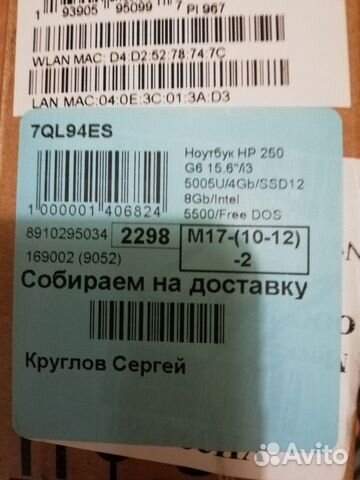 1 93905 95099 7 PI 967
WLAN MAC: D4:D2:52:78:74:7C
LAN MAC:04:0E:3C:01:3A:D3
7QL94ES
Ноутбук HP 250
G6 15.6"/i3
5005U/4Gb/SSD12
8Gb/Intel
5500/Free DOS
1 000001 406824
8910295034 2298 M17-(10-12)
-2
169002 (9052)
Собираем на доставку
Круглов Сергей
Avito